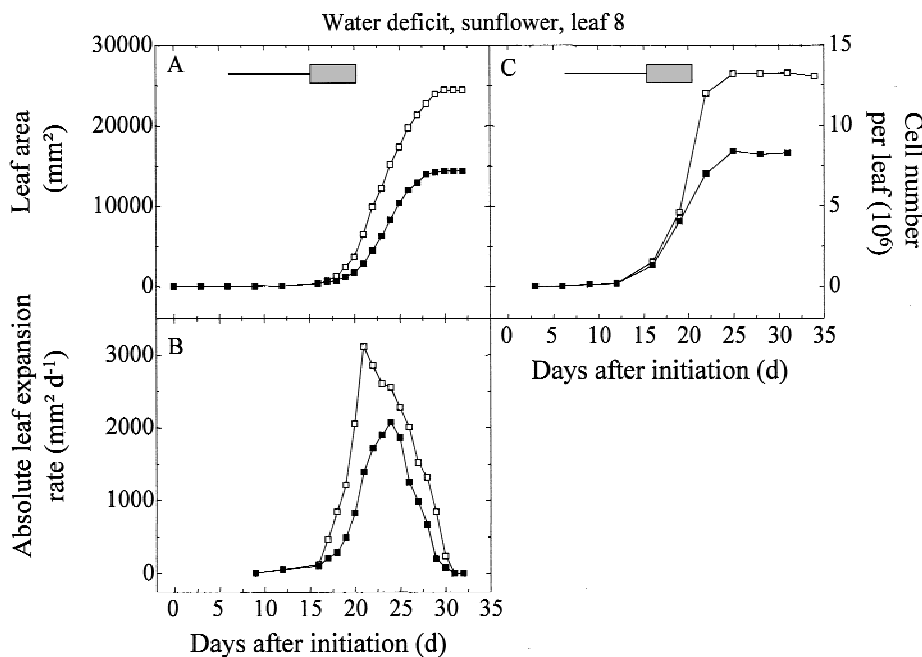 Water deficit, sunflower, leaf 8
A
30000
20000
10000
0
Leaf area
(mm²)
C
15
10
5
0
Cell number
per leaf (10⁶)
0 5 10 15 20 25 30 35
Days after initiation (d)
B
3000
2000
1000
0
Absolute leaf expansion
rate (mm² d⁻¹)
0 5 10 15 20 25 30 35
Days after initiation (d)